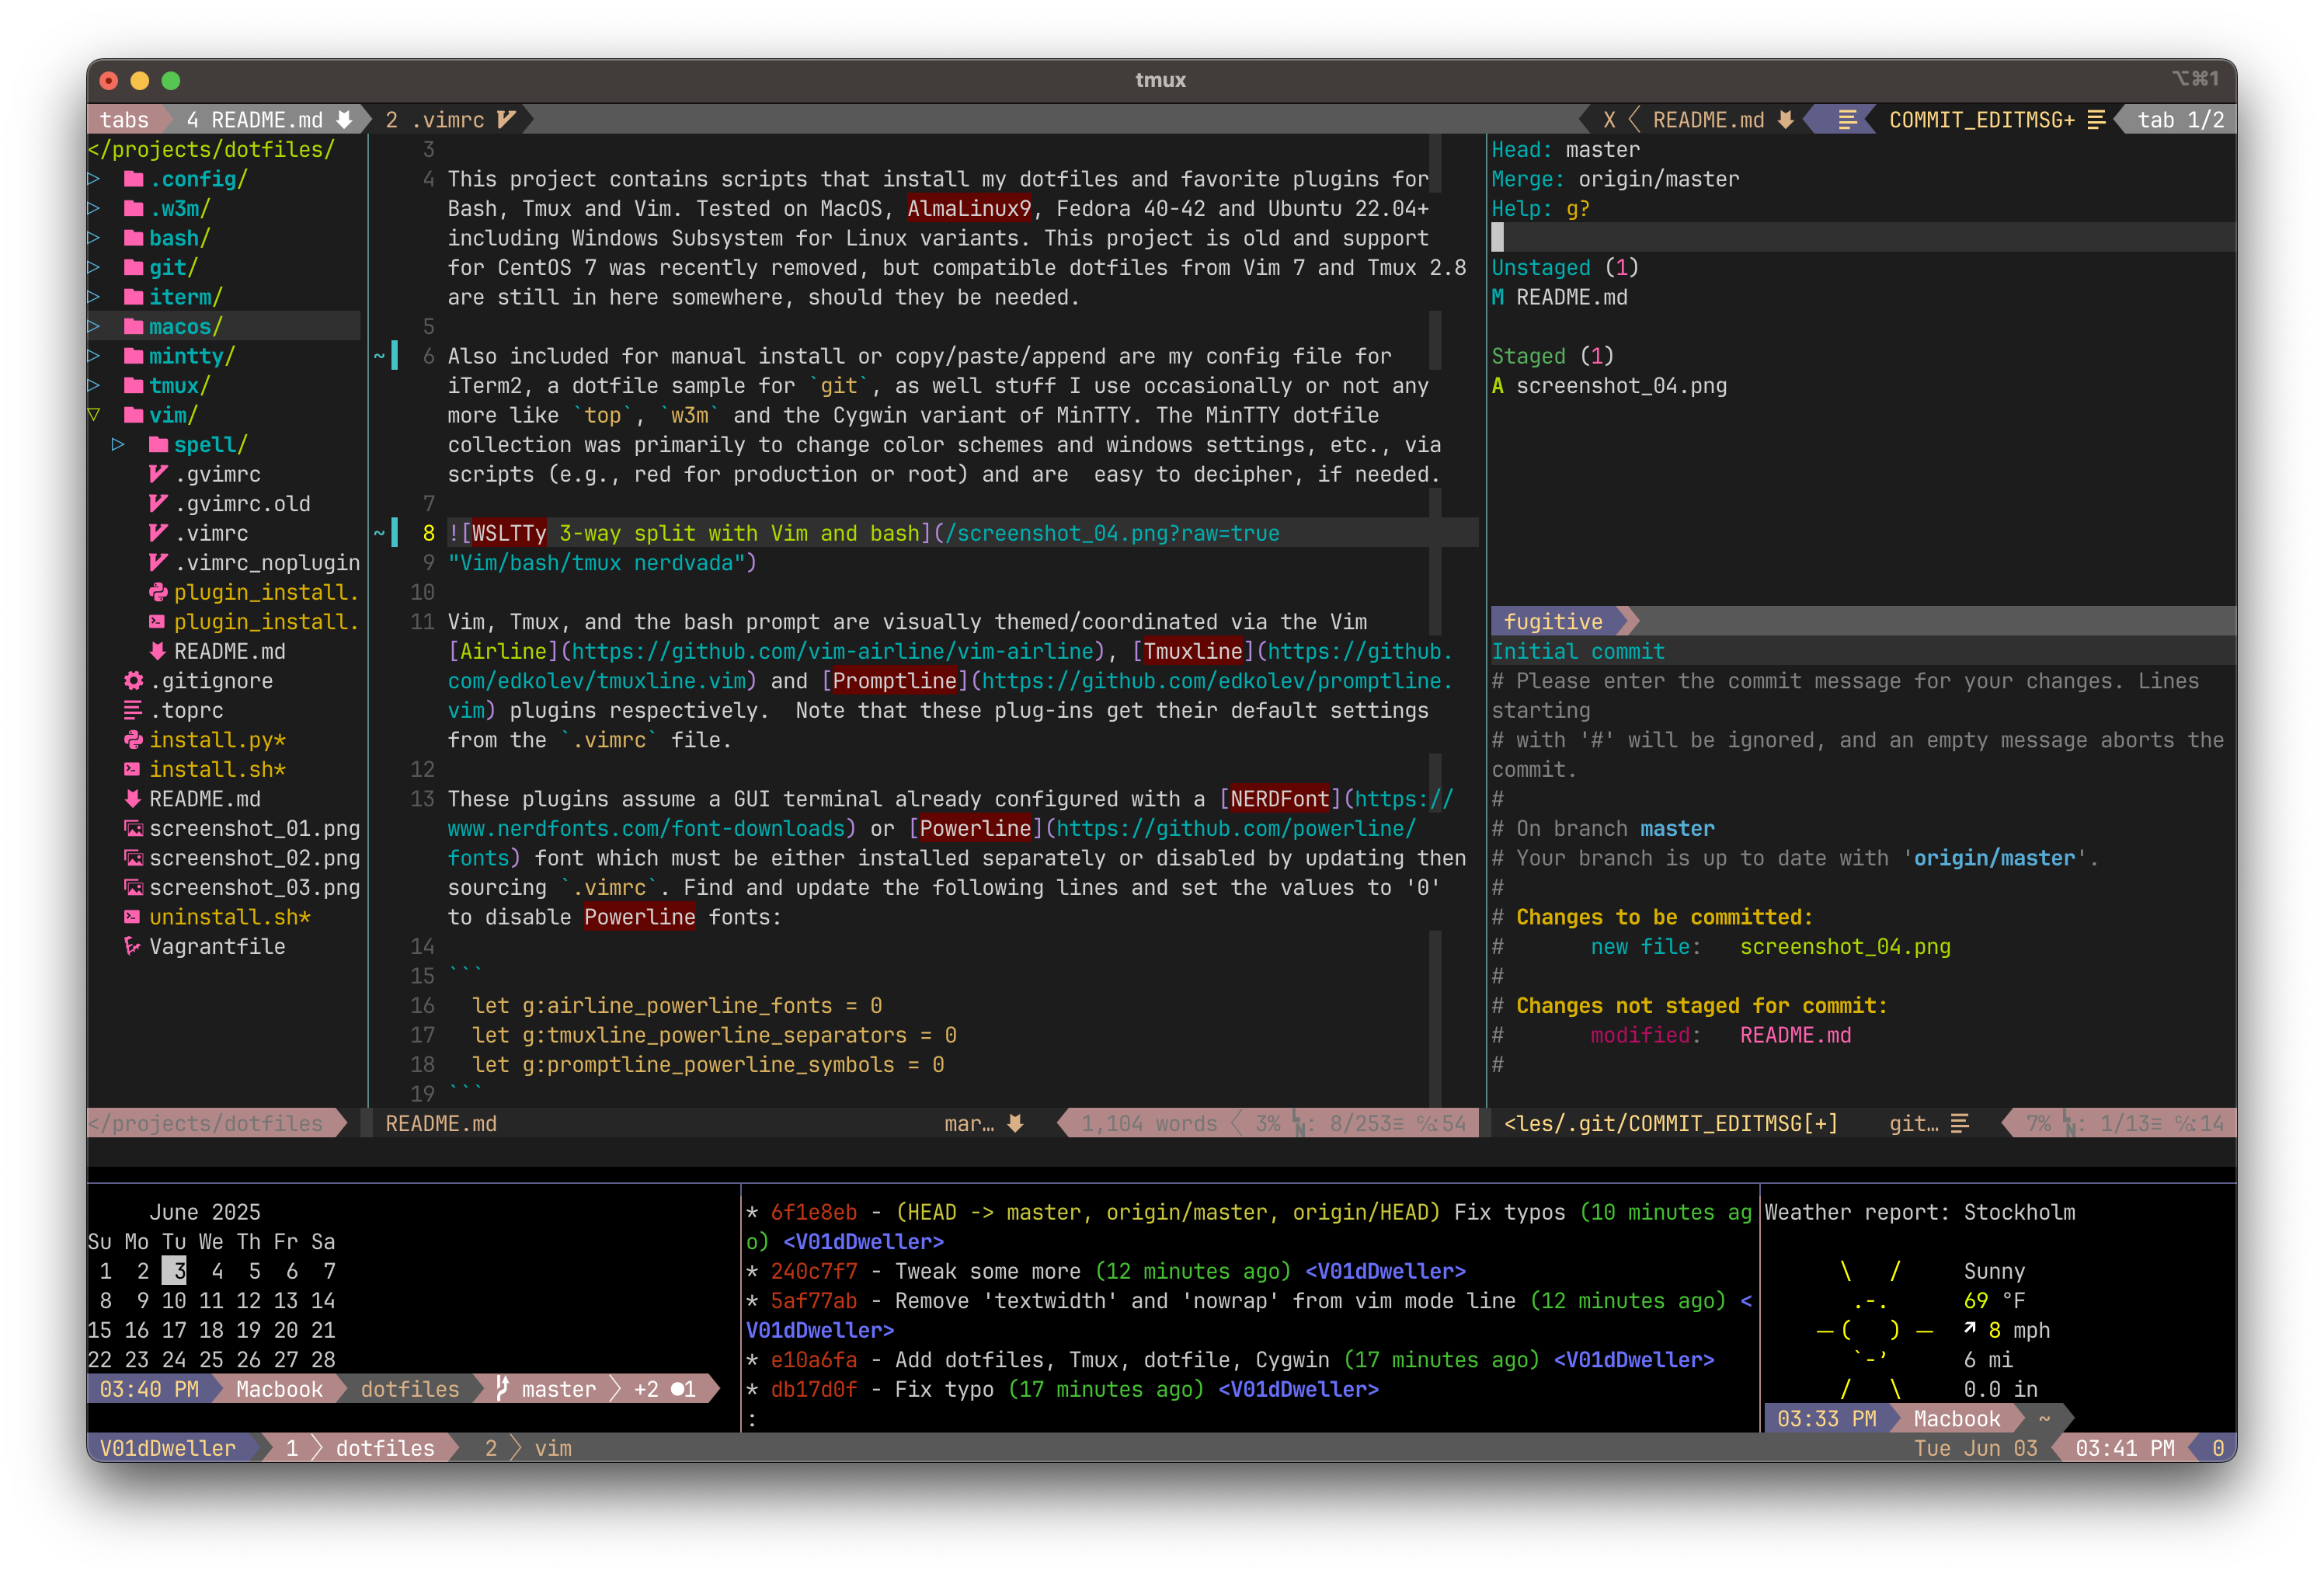 tmux
⌥⌘1
tabs 4 README.md 2 .vimrc X README.md COMMIT_EDITMSG+ tab 1/2
</projects/dotfiles/
▷ .config/
▷ .w3m/
▷ bash/
▷ git/
▷ iterm/
▷ macos/
▷ mintty/
▷ tmux/
▽ vim/
▷ spell/
.gvimrc
.gvimrc.old
.vimrc
.vimrc_noplugin
plugin_install.
plugin_install.
README.md
.gitignore
.toprc
install.py*
install.sh*
README.md
screenshot_01.png
screenshot_02.png
screenshot_03.png
uninstall.sh*
Vagrantfile
</projects/dotfiles
3
4 This project contains scripts that install my dotfiles and favorite plugins for
Bash, Tmux and Vim. Tested on MacOS, AlmaLinux9, Fedora 40-42 and Ubuntu 22.04+
including Windows Subsystem for Linux variants. This project is old and support
for CentOS 7 was recently removed, but compatible dotfiles from Vim 7 and Tmux 2.8
are still in here somewhere, should they be needed.
5
~ 6 Also included for manual install or copy/paste/append are my config file for
iTerm2, a dotfile sample for `git`, as well stuff I use occasionally or not any
more like `top`, `w3m` and the Cygwin variant of MinTTY. The MinTTY dotfile
collection was primarily to change color schemes and windows settings, etc., via
scripts (e.g., red for production or root) and are  easy to decipher, if needed.
7
~ 8 ![WSLTTy 3-way split with Vim and bash](/screenshot_04.png?raw=true
9 "Vim/bash/tmux nerdvada")
10
11 Vim, Tmux, and the bash prompt are visually themed/coordinated via the Vim
[Airline](https://github.com/vim-airline/vim-airline), [Tmuxline](https://github.
com/edkolev/tmuxline.vim) and [Promptline](https://github.com/edkolev/promptline.
vim) plugins respectively.  Note that these plug-ins get their default settings
from the `.vimrc` file.
12
13 These plugins assume a GUI terminal already configured with a [NERDFont](https://
www.nerdfonts.com/font-downloads) or [Powerline](https://github.com/powerline/
fonts) font which must be either installed separately or disabled by updating then
sourcing `.vimrc`. Find and update the following lines and set the values to '0'
to disable Powerline fonts:
14
15 ```
16 let g:airline_powerline_fonts = 0
17 let g:tmuxline_powerline_separators = 0
18 let g:promptline_powerline_symbols = 0
19 ```
README.md mar… 1,104 words 3% : 8/253≡ ℅:54
Head: master
Merge: origin/master
Help: g?
Unstaged (1)
M README.md
Staged (1)
A screenshot_04.png
fugitive
Initial commit
# Please enter the commit message for your changes. Lines
starting
# with '#' will be ignored, and an empty message aborts the
commit.
#
# On branch master
# Your branch is up to date with 'origin/master'.
#
# Changes to be committed:
#       new file:   screenshot_04.png
#
# Changes not staged for commit:
#       modified:   README.md
#
<les/.git/COMMIT_EDITMSG[+] git… 7% : 1/13≡ ℅:14
June 2025
Su Mo Tu We Th Fr Sa
1 2 3 4 5 6 7
8 9 10 11 12 13 14
15 16 17 18 19 20 21
22 23 24 25 26 27 28
03:40 PM Macbook dotfiles master +2 ●1
* 6f1e8eb - (HEAD -> master, origin/master, origin/HEAD) Fix typos (10 minutes ag
o) <V01dDweller>
* 240c7f7 - Tweak some more (12 minutes ago) <V01dDweller>
* 5af77ab - Remove 'textwidth' and 'nowrap' from vim mode line (12 minutes ago) <
V01dDweller>
* e10a6fa - Add dotfiles, Tmux, dotfile, Cygwin (17 minutes ago) <V01dDweller>
* db17d0f - Fix typo (17 minutes ago) <V01dDweller>
:
Weather report: Stockholm
Sunny
69 °F
↗ 8 mph
6 mi
0.0 in
03:33 PM Macbook ~
V01dDweller 1 dotfiles 2 vim Tue Jun 03 03:41 PM 0